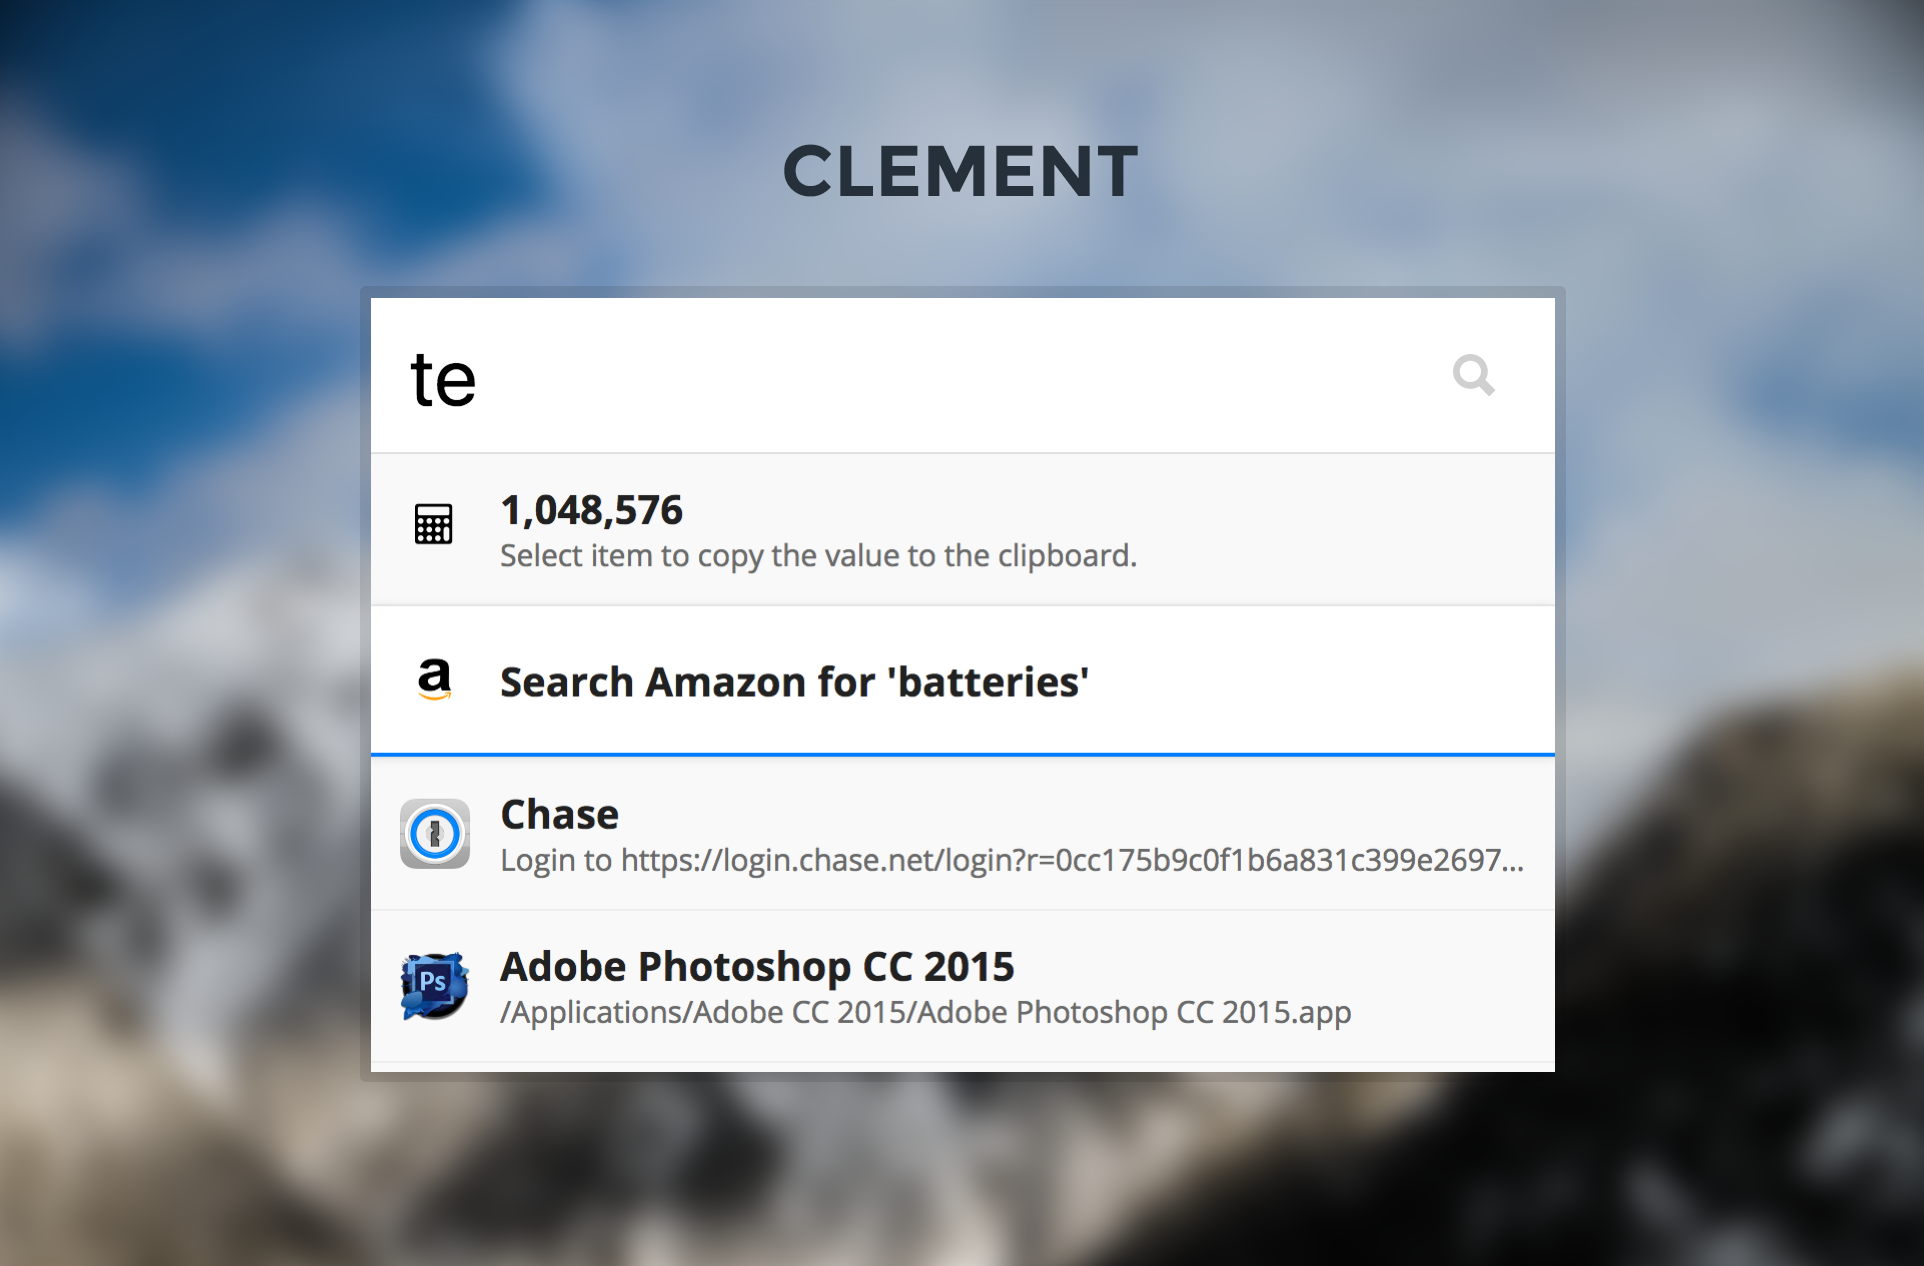 CLEMENT
te
1,048,576
Select item to copy the value to the clipboard.
a
Search Amazon for 'batteries'
Chase
Login to https://login.chase.net/login?r=0cc175b9c0f1b6a831c399e2697...
Ps
Adobe Photoshop CC 2015
/Applications/Adobe CC 2015/Adobe Photoshop CC 2015.app